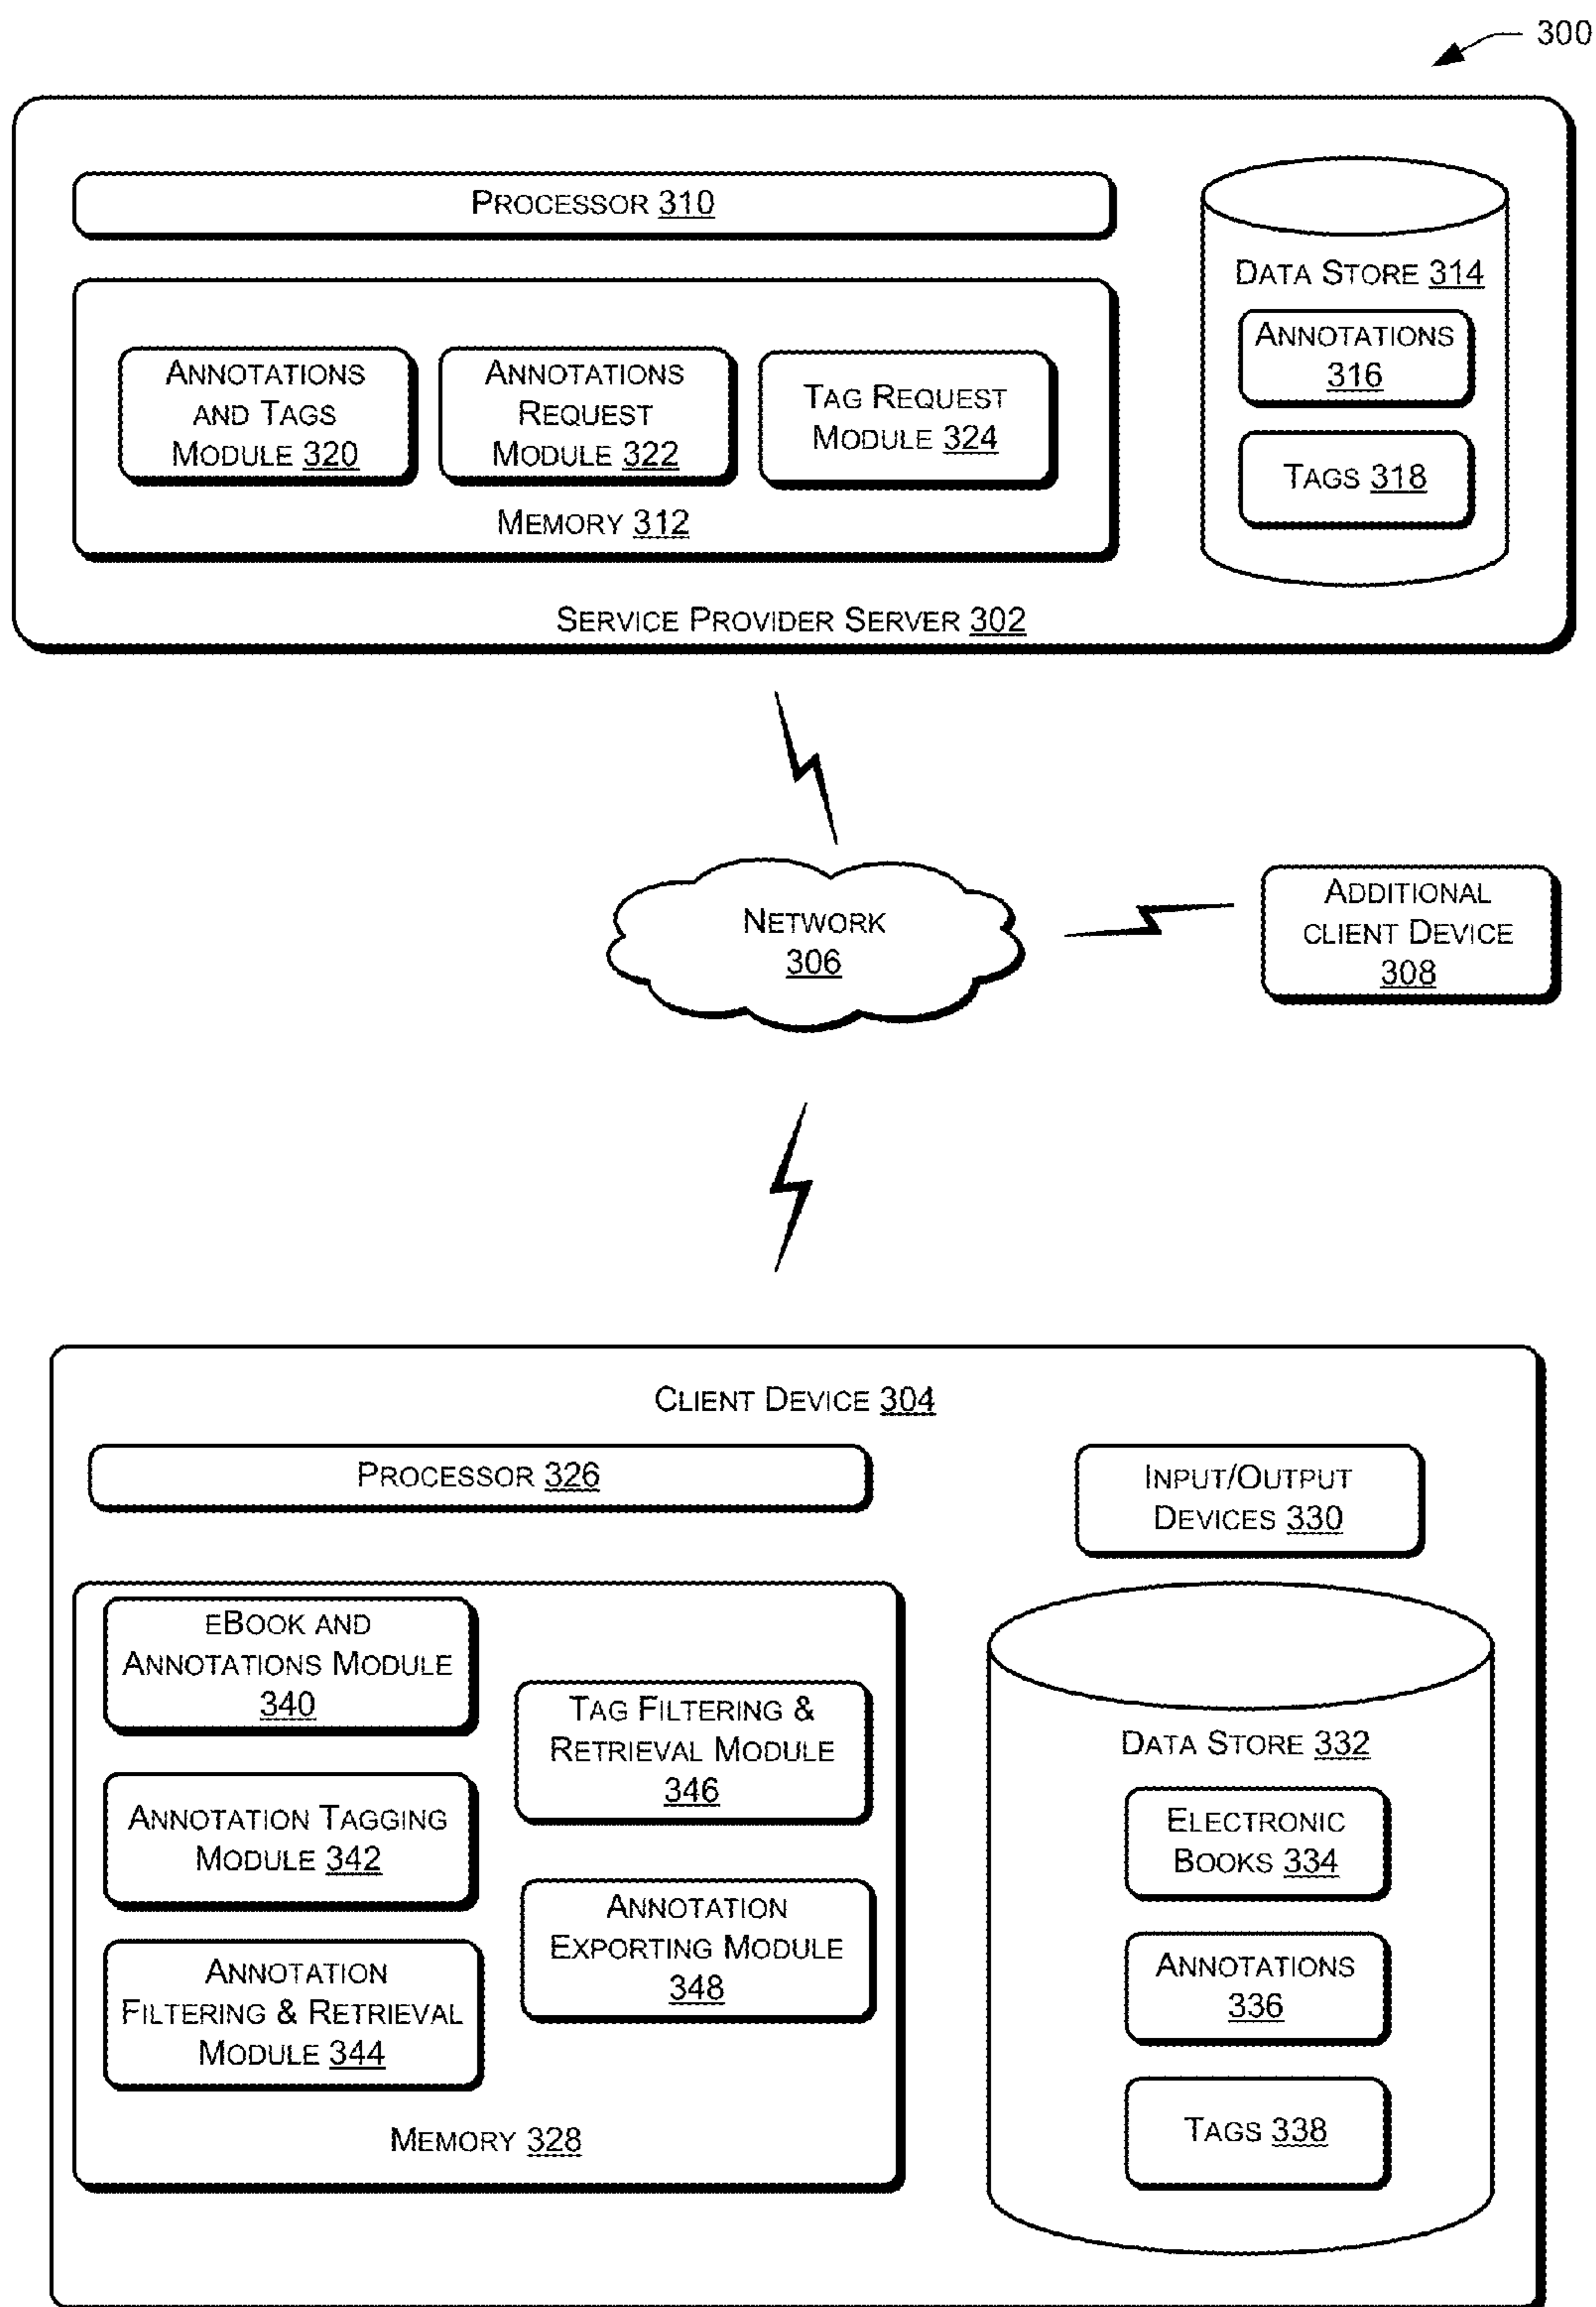 300
PROCESSOR 310
DATA STORE 314
ANNOTATIONS
316
TAGS 318
ANNOTATIONS
AND TAGS
MODULE 320
ANNOTATIONS
REQUEST
MODULE 322
TAG REQUEST
MODULE 324
MEMORY 312
SERVICE PROVIDER SERVER 302
NETWORK
306
ADDITIONAL
CLIENT DEVICE
308
CLIENT DEVICE 304
PROCESSOR 326
INPUT/OUTPUT
DEVICES 330
EBOOK AND
ANNOTATIONS MODULE
340
ANNOTATION TAGGING
MODULE 342
ANNOTATION
FILTERING & RETRIEVAL
MODULE 344
TAG FILTERING &
RETRIEVAL MODULE
346
ANNOTATION
EXPORTING MODULE
348
MEMORY 328
DATA STORE 332
ELECTRONIC
BOOKS 334
ANNOTATIONS
336
TAGS 338